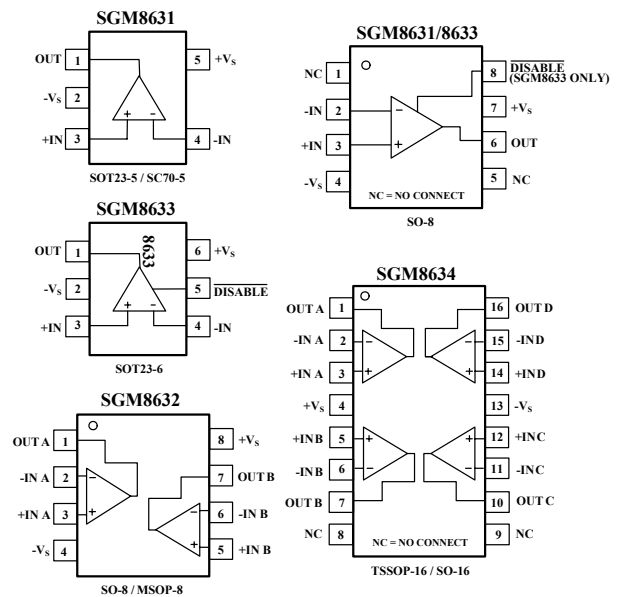 SGM8631
OUT 1
5 +VS
-VS 2
+IN 3
4 -IN
+ -
SOT23-5 / SC70-5
SGM8633
8633
OUT 1
6 +VS
-VS 2
5 DISABLE
+IN 3
4 -IN
+ -
SOT23-6
SGM8632
OUT A 1
8 +VS
-IN A 2
7 OUT B
+IN A 3
6 -IN B
-VS 4
5 +IN B
- +
- +
SO-8 / MSOP-8
SGM8631/8633
NC 1
8 DISABLE
(SGM8633 ONLY)
-IN 2
7 +VS
+IN 3
6 OUT
-VS 4
5 NC
- +
NC = NO CONNECT
SO-8
SGM8634
OUT A 1
16 OUT D
-IN A 2
15 -IND
+IN A 3
14 +IND
+VS 4
13 -VS
+INB 5
12 +INC
-INB 6
11 -INC
OUT B 7
10 OUT C
NC 8
9 NC
- +
- +
+ -
+ -
NC = NO CONNECT
TSSOP-16 / SO-16